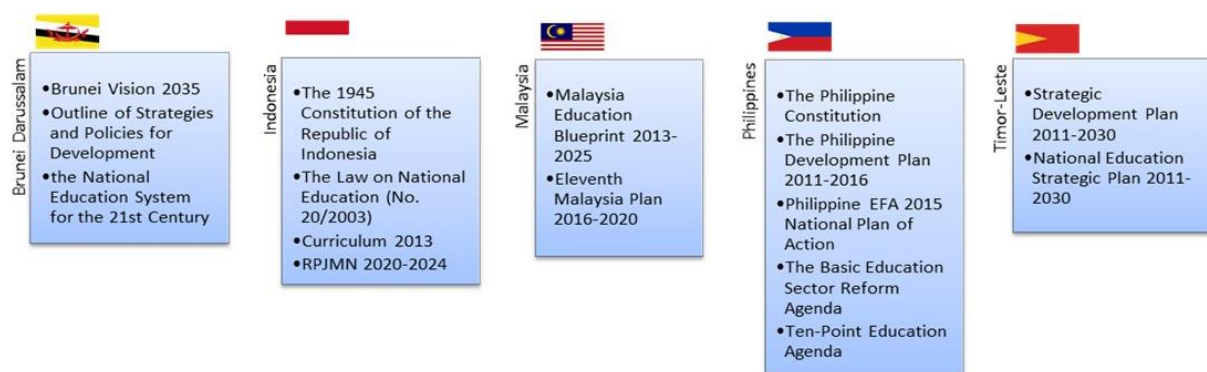 Brunei Darussalam
•Brunei Vision 2035
•Outline of Strategies
and Policies for
Development
•the National
Education System
for the 21st Century
Indonesia
•The 1945
Constitution of the
Republic of
Indonesia
•The Law on National
Education (No.
20/2003)
•Curriculum 2013
•RPJMN 2020-2024
Malaysia
•Malaysia
Education
Blueprint 2013-
2025
•Eleventh
Malaysia Plan
2016-2020
Philippines
•The Philippine
Constitution
•The Philippine
Development Plan
2011-2016
•Philippine EFA 2015
National Plan of
Action
•The Basic Education
Sector Reform
Agenda
•Ten-Point Education
Agenda
Timor-Leste
•Strategic
Development Plan
2011-2030
•National Education
Strategic Plan 2011-
2030